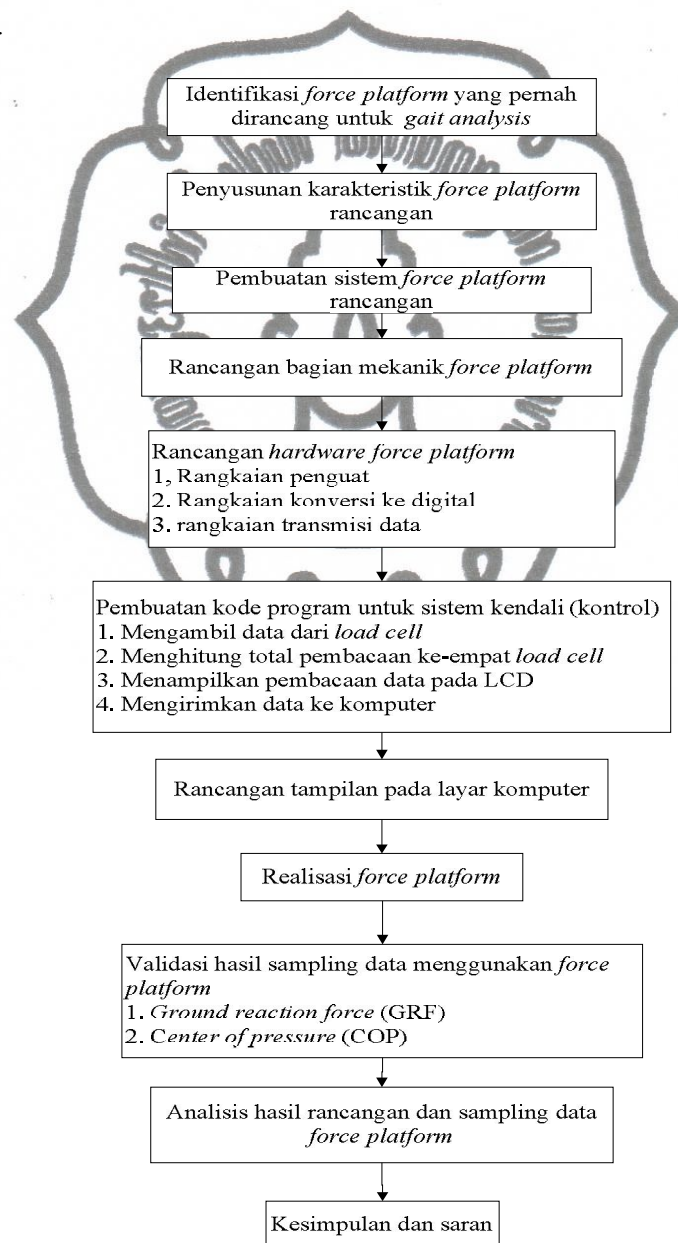 Identifikasi force platform yang pernah
dirancang untuk gait analysis
Penyusunan karakteristik force platform
rancangan
Pembuatan sistem force platform
rancangan
Rancangan bagian mekanik force platform
Rancangan hardware force platform
1, Rangkaian penguat
2. Rangkaian konversi ke digital
3. rangkaian transmisi data
Pembuatan kode program untuk sistem kendali (kontrol)
1. Mengambil data dari load cell
2. Menghitung total pembacaan ke-empat load cell
3. Menampilkan pembacaan data pada LCD
4. Mengirimkan data ke komputer
Rancangan tampilan pada layar komputer
Realisasi force platform
Validasi hasil sampling data menggunakan force
platform
1. Ground reaction force (GRF)
2. Center of pressure (COP)
Analisis hasil rancangan dan sampling data
force platform
Kesimpulan dan saran